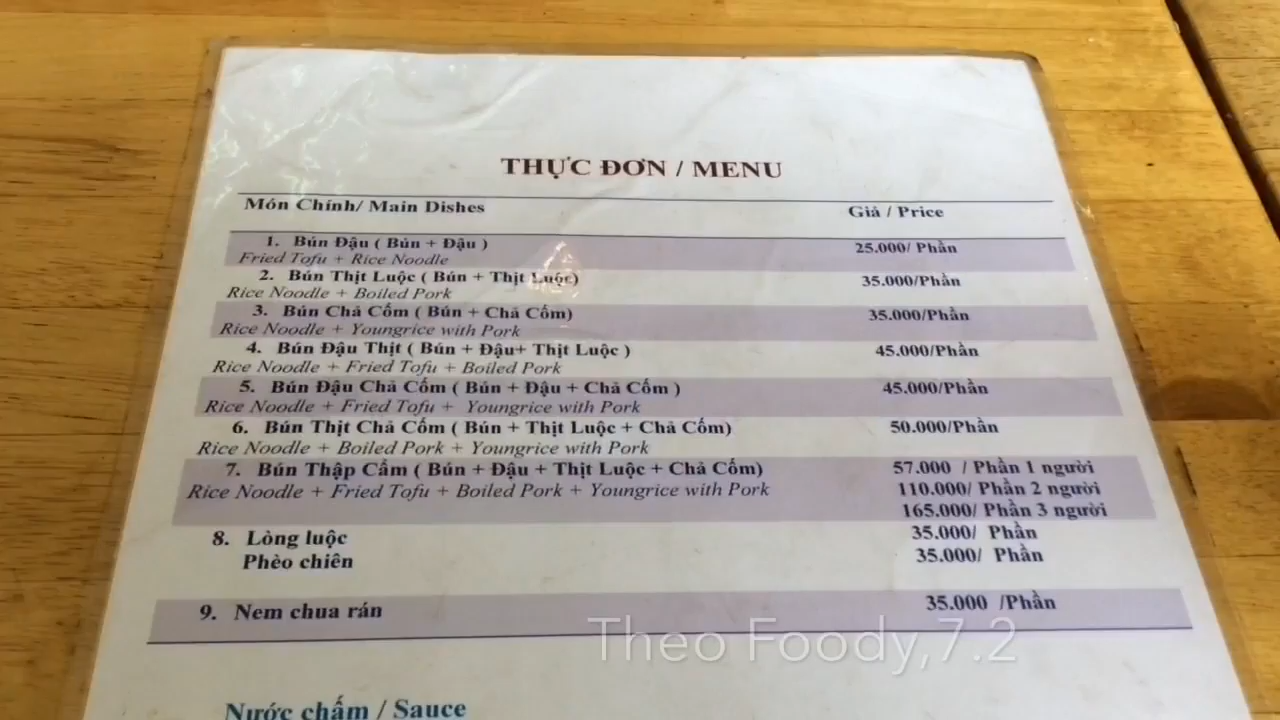 THỰC ĐƠN / MENU
Món Chính/ Main Dishes Giá / Price
1. Bún Đậu ( Bún + Đậu ) 25.000/ Phần
Fried Tofu + Rice Noodle
2. Bún Thịt Luộc ( Bún + Thịt Luộc) 35.000/Phần
Rice Noodle + Boiled Pork
3. Bún Chả Cốm ( Bún + Chả Cốm) 35.000/Phần
Rice Noodle + Youngrice with Pork
4. Bún Đậu Thịt ( Bún + Đậu+ Thịt Luộc ) 45.000/Phần
Rice Noodle + Fried Tofu + Boiled Pork
5. Bún Đậu Chả Cốm ( Bún + Đậu + Chả Cốm ) 45.000/Phần
Rice Noodle + Fried Tofu + Youngrice with Pork
6. Bún Thịt Chả Cốm ( Bún + Thịt Luộc + Chả Cốm) 50.000/Phần
Rice Noodle + Boiled Pork + Youngrice with Pork
7. Bún Thập Cẩm ( Bún + Đậu + Thịt Luộc + Chả Cốm) 57.000 / Phần 1 người
Rice Noodle + Fried Tofu + Boiled Pork + Youngrice with Pork 110.000/ Phần 2 người
165.000/ Phần 3 người
8. Lòng luộc 35.000/ Phần
Phèo chiên 35.000/ Phần
9. Nem chua rán 35.000 /Phần
Theo Foody,7.2
Nước chấm / Sauce